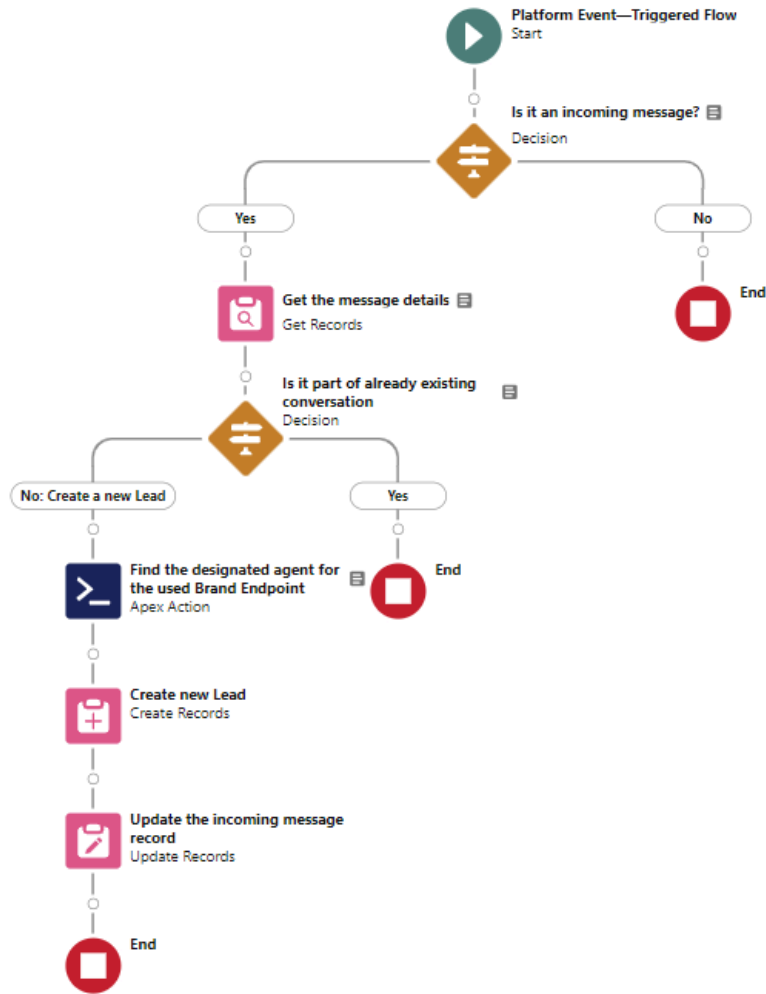 Platform Event—Triggered Flow
Start
Is it an incoming message?
Decision
Yes
No
Get the message details
Get Records
End
Is it part of already existing
conversation
Decision
No: Create a new Lead
Yes
Find the designated agent for
the used Brand Endpoint
Apex Action
End
Create new Lead
Create Records
Update the incoming message
record
Update Records
End